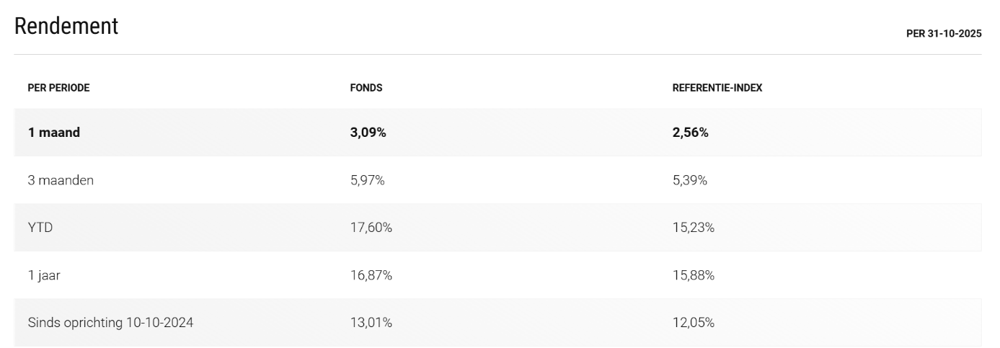 Rendement
PER 31-10-2025
PER PERIODE FONDS REFERENTIE-INDEX
1 maand 3,09% 2,56%
3 maanden 5,97% 5,39%
YTD 17,60% 15,23%
1 jaar 16,87% 15,88%
Sinds oprichting 10-10-2024 13,01% 12,05%